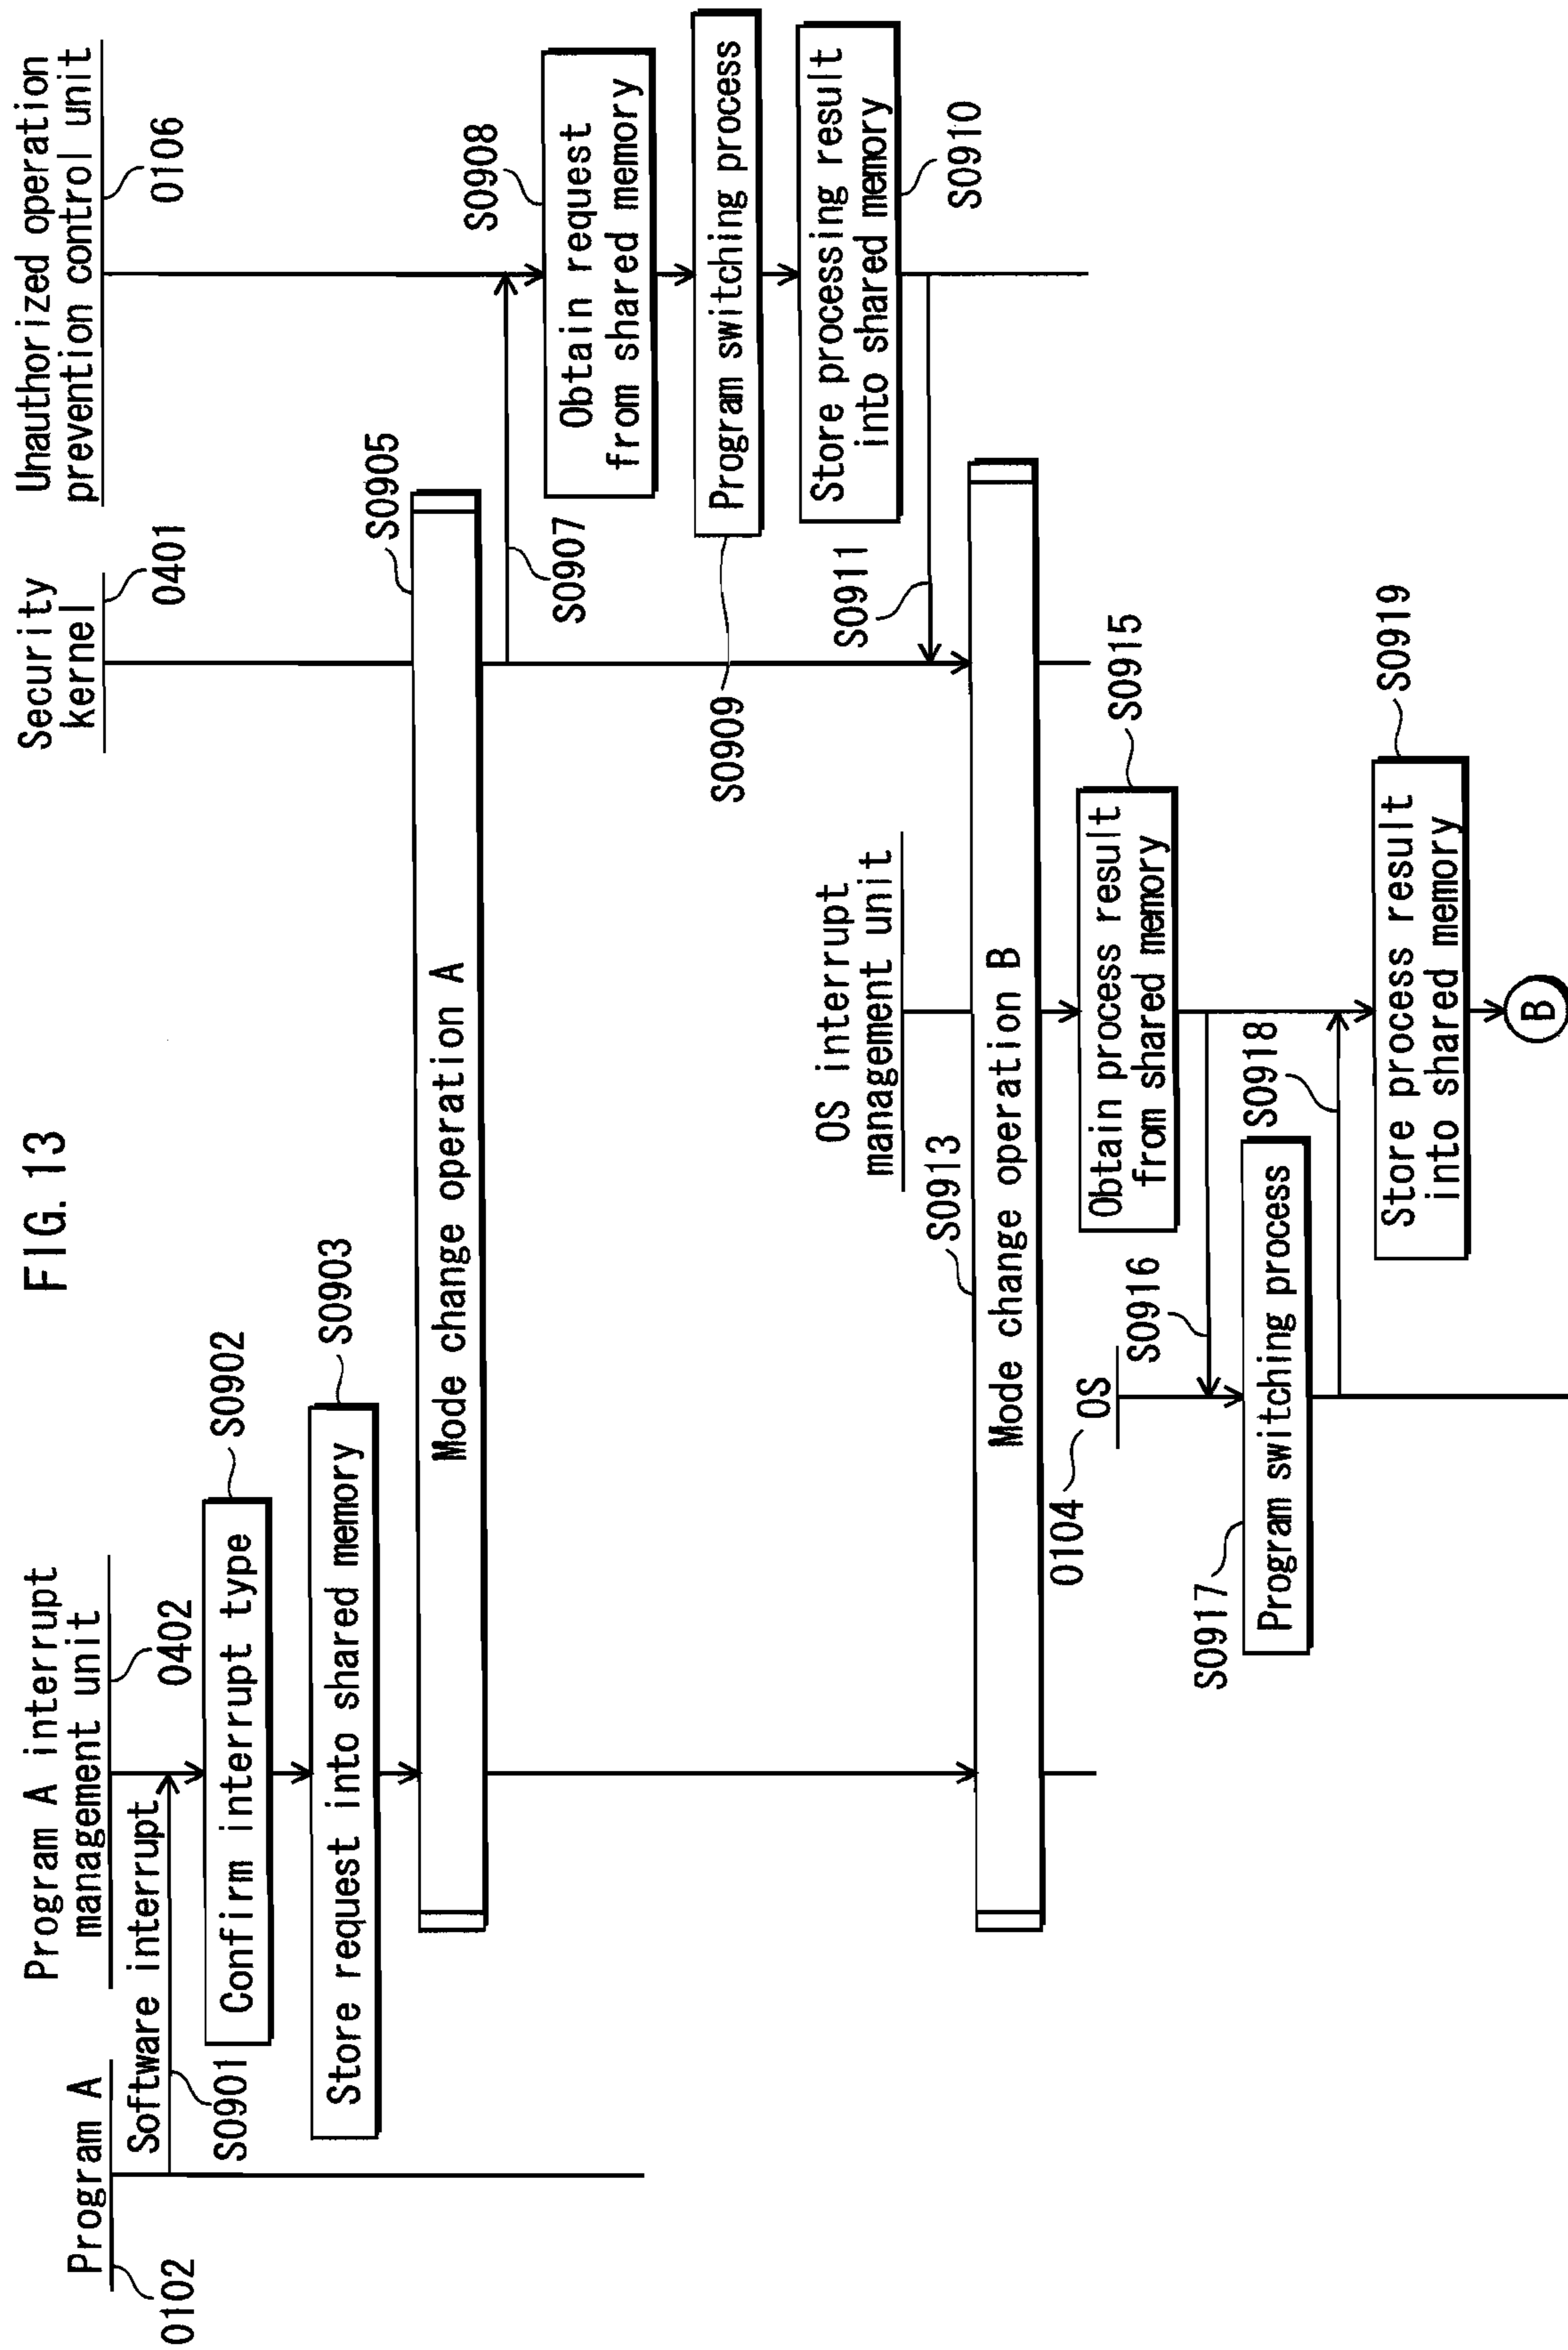 FIG. 13
Program A
0102
Program A interrupt
management unit
0402
Security
kernel
0401
Unauthorized operation
prevention control unit
0106
Software interrupt
S0901
Confirm interrupt type
S0902
Store request into shared memory
S0903
Mode change operation A
S0905
S0907
S0908
Obtain request
from shared memory
Program switching process
S0909
Store processing result
into shared memory
S0910
S0911
OS interrupt
management unit
S0913
Mode change operation B
0104
OS
Obtain process result
from shared memory
S0915
S0916
S0917
Program switching process
S0918
Store process result
into shared memory
S0919
B